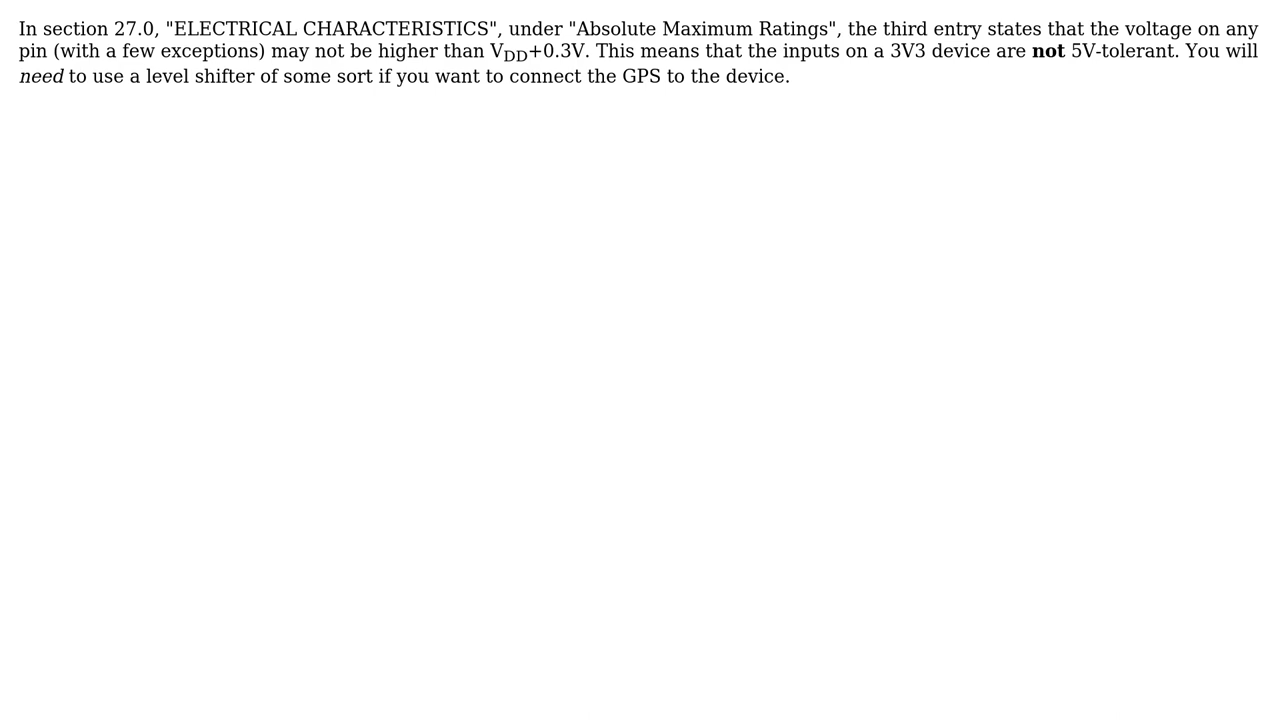 In section 27.0, "ELECTRICAL CHARACTERISTICS", under "Absolute Maximum Ratings", the third entry states that the voltage on any
pin (with a few exceptions) may not be higher than VDD+0.3V. This means that the inputs on a 3V3 device are not 5V-tolerant. You will
need to use a level shifter of some sort if you want to connect the GPS to the device.